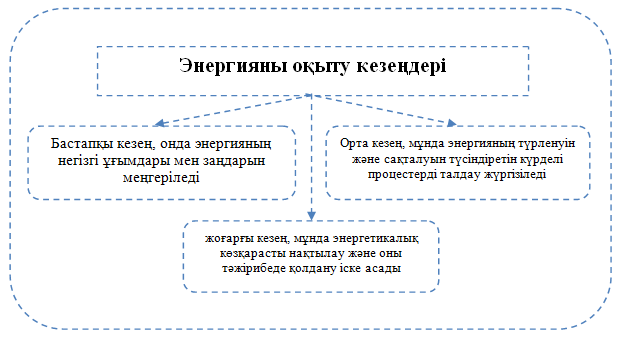 Энергияны оқыту кезеңдері
Бастапқы кезең, онда энергияның
негізгі ұғымдары мен заңдарын
меңгеріледі
Орта кезең, мұнда энергияның түрленуін
және сақталуын түсіндіретін күрделі
процестерді талдау жүргізіледі
жоғарғы кезең, мұнда энергетикалық
көзқарасты нақтылау және оны
тәжірибеде қолдану іске асады